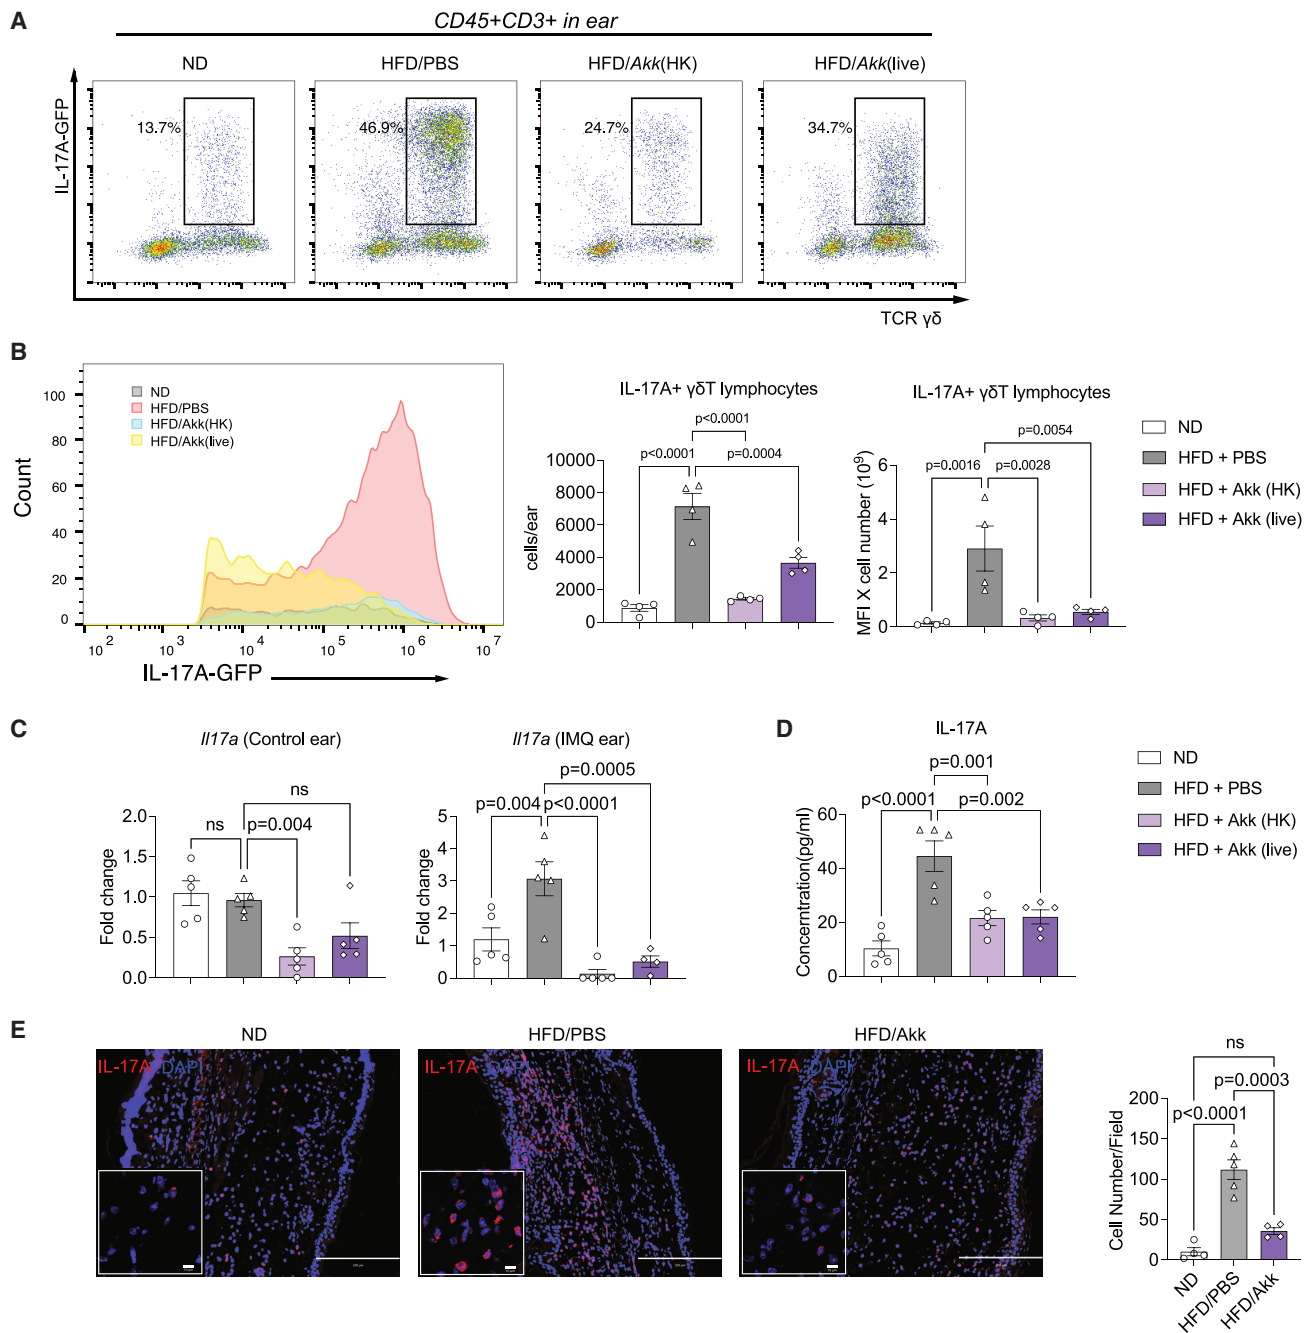 A
CD45+CD3+ in ear
ND
HFD/PBS
HFD/Akk(HK)
HFD/Akk(live)
IL-17A-GFP
13.7%
46.9%
24.7%
34.7%
TCR γδ
B
ND
HFD/PBS
HFD/Akk(HK)
HFD/Akk(live)
Count
100
80
60
40
20
0
10 2
10 3
10 4
10 5
10 6
10 7
IL-17A-GFP
IL-17A+ γδT lymphocytes
p<0.0001
p<0.0001
p=0.0004
cells/ear
10000
8000
6000
4000
2000
0
IL-17A+ γδT lymphocytes
p=0.0054
p=0.0016
p=0.0028
MFI X cell number (10⁹)
6
4
2
0
ND
HFD + PBS
HFD + Akk (HK)
HFD + Akk (live)
C
Il17a (Control ear)
ns
ns
p=0.004
Fold change
2.0
1.5
1.0
0.5
0.0
Il17a (IMQ ear)
p=0.0005
p=0.004
p<0.0001
Fold change
5
4
3
2
1
0
D
IL-17A
p=0.001
p<0.0001
p=0.002
Concerntration(pg/ml)
60
40
20
0
ND
HFD + PBS
HFD + Akk (HK)
HFD + Akk (live)
E
ND
HFD/PBS
HFD/Akk
IL-17A DAPI
IL-17A DAPI
IL-17A DAPI
ns
p=0.0003
p<0.0001
Cell Number/Field
200
150
100
50
0
ND
HFD/PBS
HFD/Akk